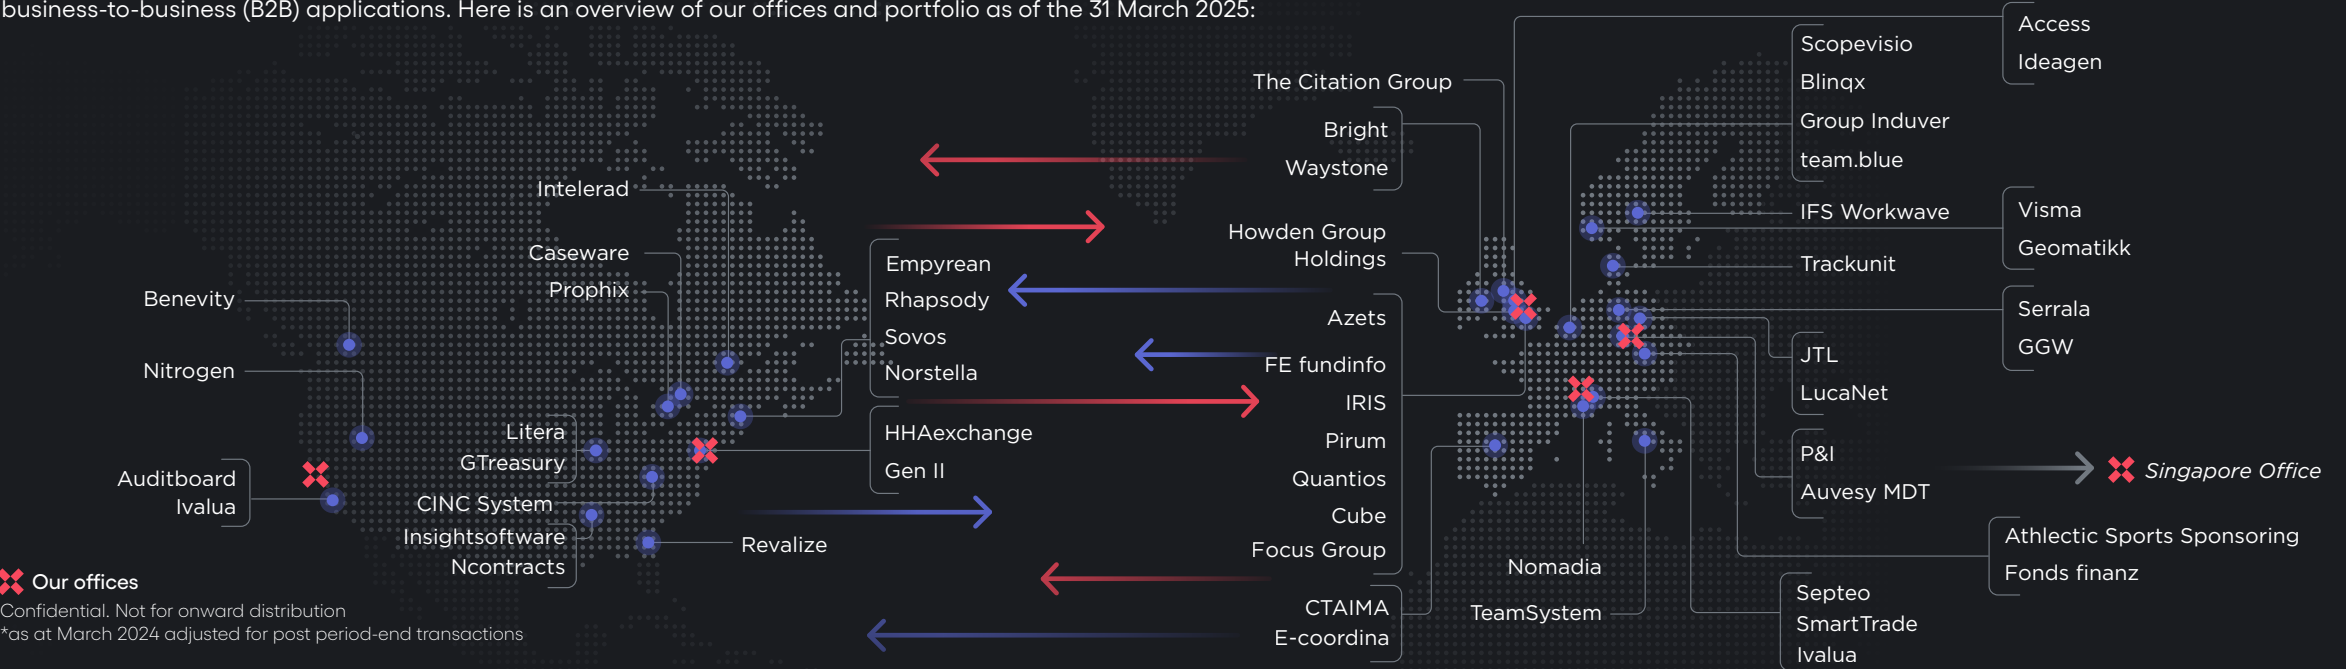 business-to-business (B2B) applications. Here is an overview of our offices and portfolio as of the 31 March 2025:
Intelerad
Caseware
Prophix
Benevity
Nitrogen
Auditboard
Ivalua
Litera
GTreasury
CINC System
Insightsoftware
Ncontracts
Revalize
Empyrean
Rhapsody
Sovos
Norstella
HHAexchange
Gen II
The Citation Group
Bright
Waystone
Howden Group
Holdings
Azets
FE fundinfo
IRIS
Pirum
Quantios
Cube
Focus Group
CTAIMA
E-coordina
Nomadia
TeamSystem
Access
Ideagen
Scopevisio
Blinqx
Group Induver
team.blue
IFS Workwave
Visma
Geomatikk
Trackunit
Serrala
GGW
JTL
LucaNet
P&I
Auvesy MDT
Singapore Office
Athlectic Sports Sponsoring
Fonds finanz
Septeo
SmartTrade
Ivalua
Our offices
Confidential. Not for onward distribution
*as at March 2024 adjusted for post period-end transactions